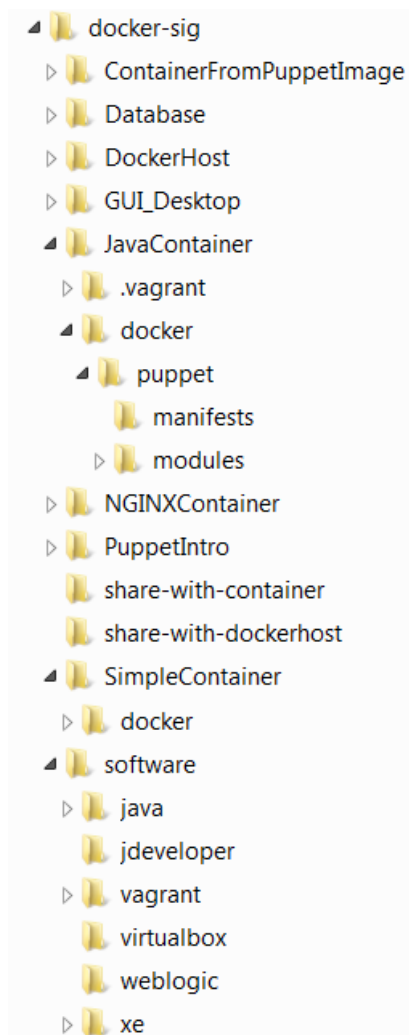 docker-sig
ContainerFromPuppetImage
Database
DockerHost
GUI_Desktop
JavaContainer
.vagrant
docker
puppet
manifests
modules
NGINXContainer
PuppetIntro
share-with-container
share-with-dockerhost
SimpleContainer
docker
software
java
jdeveloper
vagrant
virtualbox
weblogic
xe